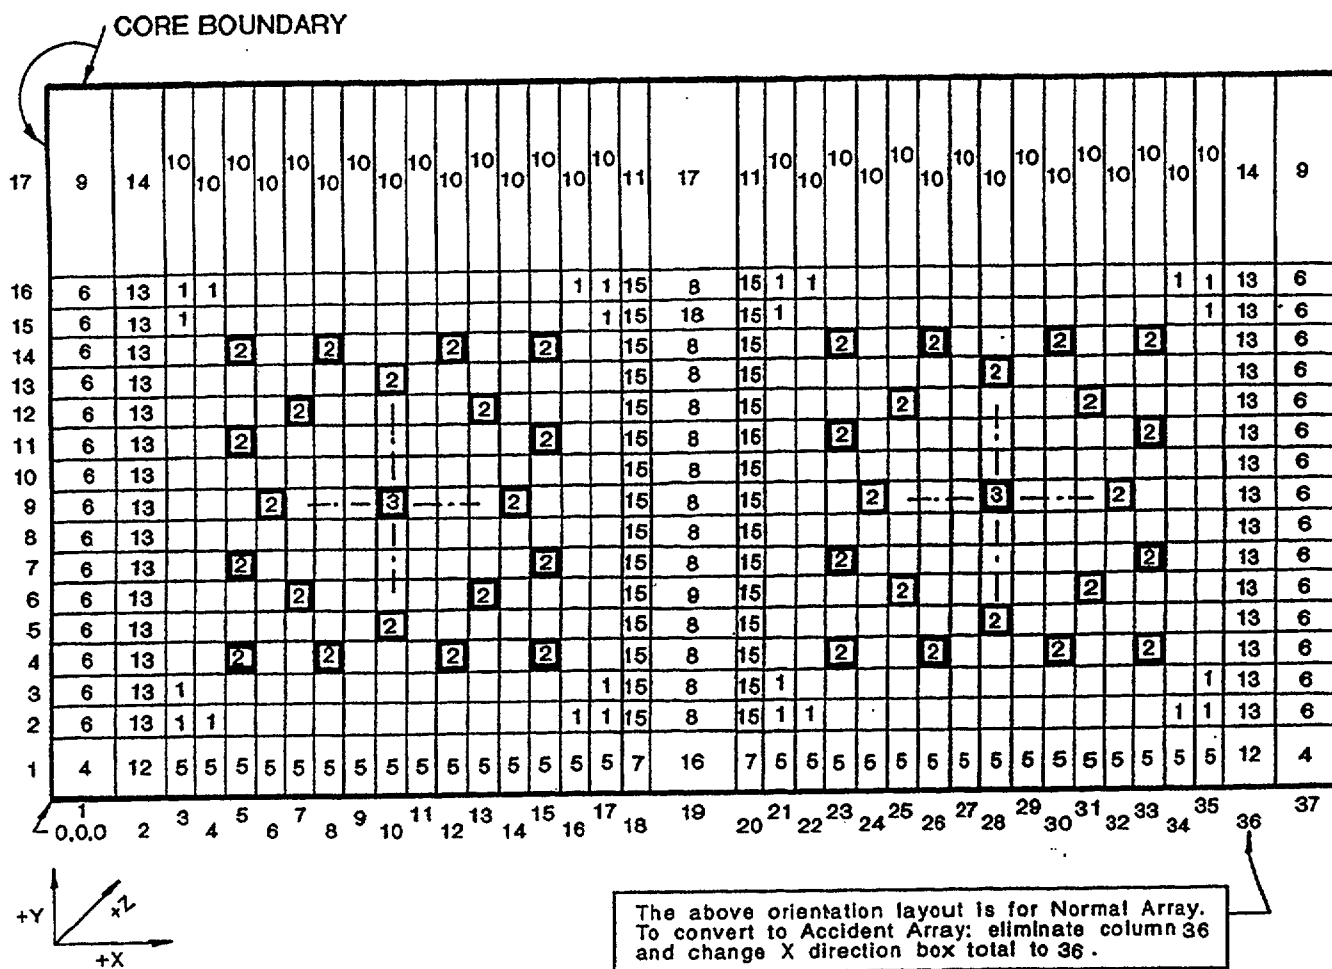 CORE BOUNDARY
17 9 14 10 10 10 10 10 10 10 10 10 10 10 10 10 10 10 11 17 11 10 10 10 10 10 10 10 10 10 10 10 10 10 10 10 14 9
16 6 13 1 1 1 1 15 8 15 1 1 1 1 13 6
15 6 13 1 1 15 18 15 1 1 13 6
14 6 13 2 2 2 2 15 8 15 2 2 2 2 13 6
13 6 13 2 15 8 15 2 13 6
12 6 13 2 2 15 8 15 2 2 13 6
11 6 13 2 2 15 8 15 2 2 13 6
10 6 13 15 8 15 13 6
9 6 13 2 3 2 15 8 15 2 3 2 13 6
8 6 13 15 8 15 13 6
7 6 13 2 2 15 8 15 2 2 13 6
6 6 13 2 2 15 9 15 2 2 13 6
5 6 13 2 15 8 15 2 13 6
4 6 13 2 2 2 2 15 8 15 2 2 2 2 13 6
3 6 13 1 1 15 8 15 1 1 13 6
2 6 13 1 1 1 1 15 8 15 1 1 1 1 13 6
1 4 12 5 5 5 5 5 5 5 5 5 5 5 5 5 5 5 7 16 7 5 5 5 5 5 5 5 5 5 5 5 5 5 5 5 12 4
1 2 3 4 5 6 7 8 9 10 11 12 13 14 15 16 17 18 19 20 21 22 23 24 25 26 27 28 29 30 31 32 33 34 35 36 37
0,0,0
+Y +Z
+X
The above orientation layout is for Normal Array.
To convert to Accident Array: eliminate column 36
and change X direction box total to 36.